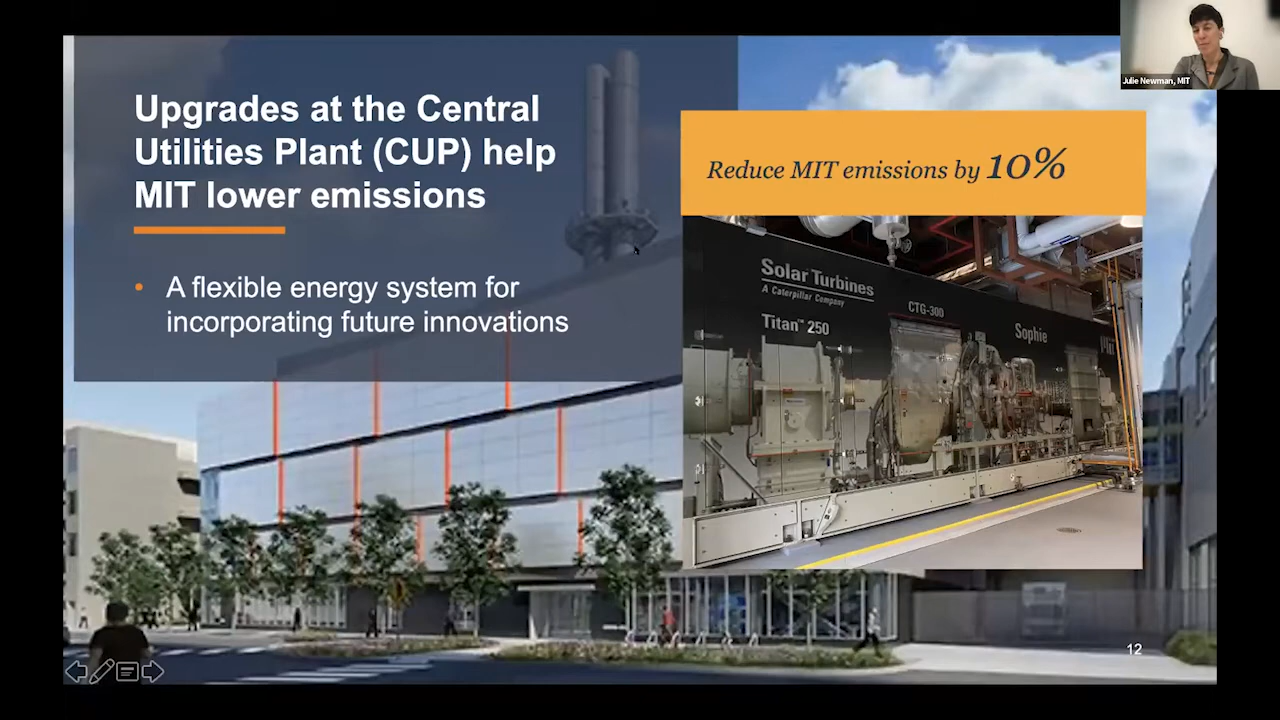 Julie Newman, MIT
Upgrades at the Central
Utilities Plant (CUP) help
MIT lower emissions
• A flexible energy system for
incorporating future innovations
Reduce MIT emissions by 10%
Solar Turbines
A Caterpillar Company
Titan™ 250
CTG-300
Sophie
12